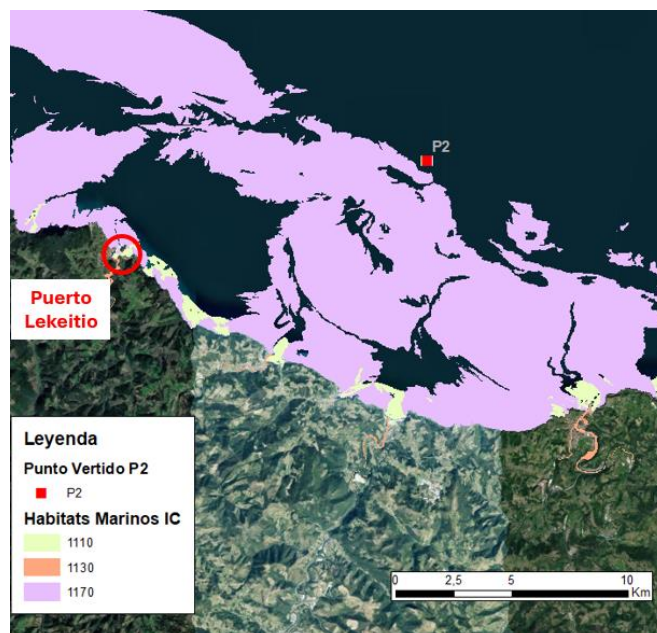 P2
Puerto
Lekeitio
Leyenda
Punto Vertido P2
P2
Habitats Marinos IC
1110
1130
1170
0 2,5 5 10
Km